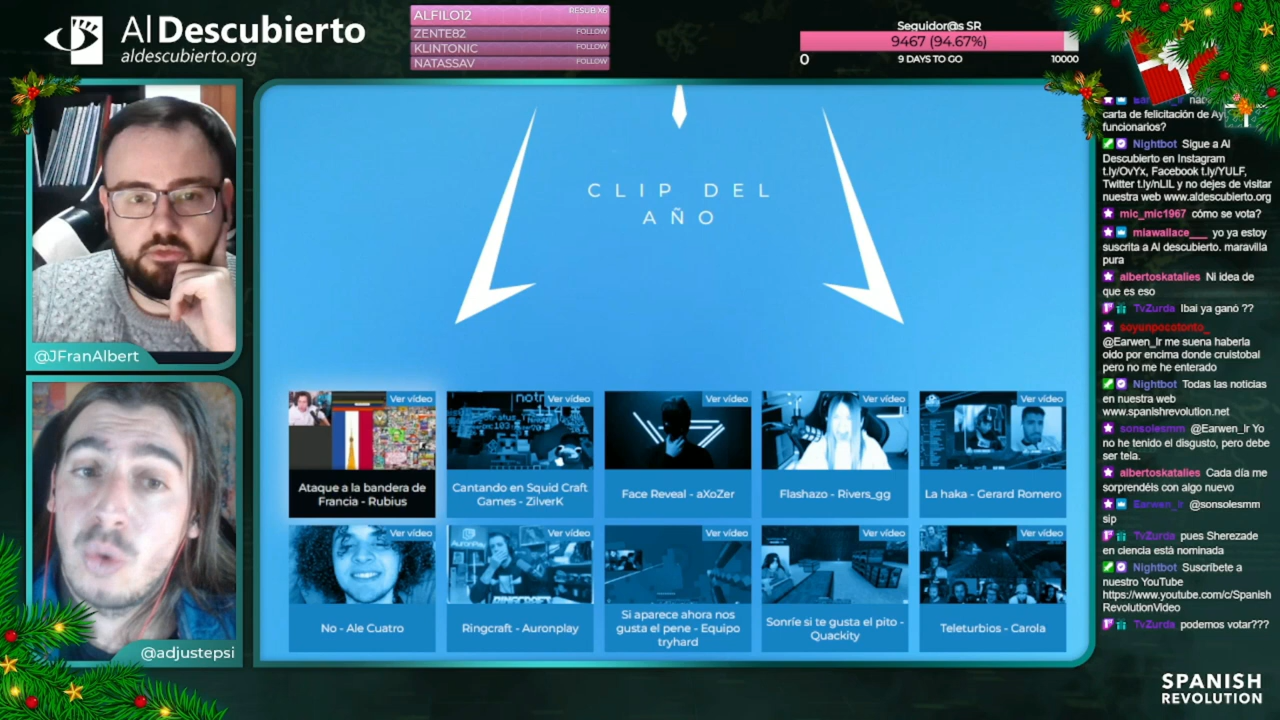 Al Descubierto
aldescubierto.org
ALFILO12 RESUB X6
ZENTE82 FOLLOW
KLINTONIC FOLLOW
NATASSAV FOLLOW
Seguidor@s SR
9467 (94.67%)
0 9 DAYS TO GO 10000
@JFranAlbert
@adjustepsi
CLIP DEL
AÑO
Ver vídeo
Ataque a la bandera de
Francia - Rubius
Ver vídeo
Cantando en Squid Craft
Games - ZilverK
Ver vídeo
Face Reveal - aXoZer
Ver vídeo
Flashazo - Rivers_gg
Ver vídeo
La haka - Gerard Romero
Ver vídeo
No - Ale Cuatro
Ver vídeo
Ringcraft - Auronplay
Ver vídeo
Si aparece ahora nos
gusta el pene - Equipo
tryhard
Ver vídeo
Sonríe si te gusta el pito -
Quackity
Ver vídeo
Teleturbios - Carola
carta de felicitación de
funcionarios?
Nightbot Sigue a Al
Descubierto en Instagram
t.ly/OvYx, Facebook t.ly/YULF,
Twitter t.ly/nLIL y no dejes de visitar
nuestra web www.aldescubierto.org
mic_mic1967 cómo se vota?
miawallace___ yo ya estoy
suscrita a Al descubierto. maravilla
pura
albertoskatalies Ni idea de
que es eso
TvZurda Ibai ya ganó ??
soyunpocotonto_
@Earwen_Ir me suena haberla
oido por encima donde cruistobal
pero no me he enterado
Nightbot Todas las noticias
en nuestra web
www.spanishrevolution.net
sonsolesmm @Earwen_Ir Yo
no he tenido el disgusto, pero debe
ser tela.
albertoskatalies Cada día me
sorprendéis con algo nuevo
Earwen_Ir @sonsolesmm
sip
TvZurda pues Sherezade
en ciencia está nominada
Nightbot Suscríbete a
nuestro YouTube
https://www.youtube.com/c/Spanish
RevolutionVideo
TvZurda podemos votar???
SPANISH
REVOLUTION